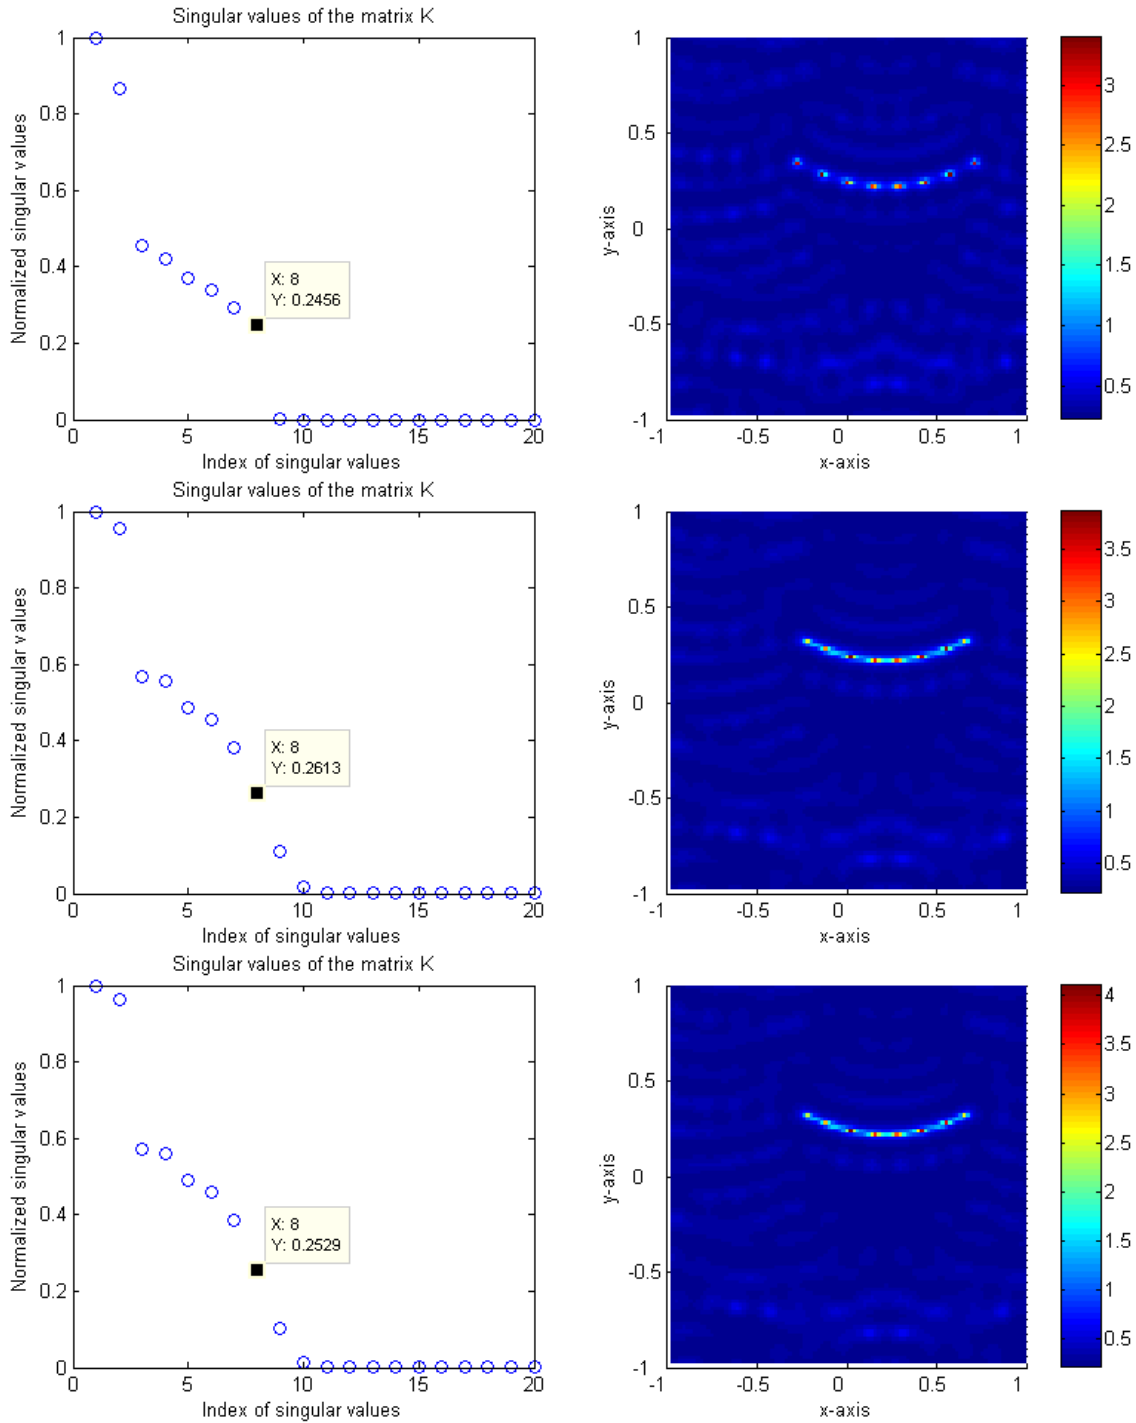 Singular values of the matrix K
1
0.8
0.6
0.4
0.2
0
Normalized singular values
X: 8
Y: 0.2456
0 5 10 15 20
Index of singular values
1
0.5
0
-0.5
-1
y-axis
-1 -0.5 0 0.5 1
x-axis
3
2.5
2
1.5
1
0.5
Singular values of the matrix K
1
0.8
0.6
0.4
0.2
0
Normalized singular values
X: 8
Y: 0.2613
0 5 10 15 20
Index of singular values
1
0.5
0
-0.5
-1
y-axis
-1 -0.5 0 0.5 1
x-axis
3.5
3
2.5
2
1.5
1
0.5
Singular values of the matrix K
1
0.8
0.6
0.4
0.2
0
Normalized singular values
X: 8
Y: 0.2529
0 5 10 15 20
Index of singular values
1
0.5
0
-0.5
-1
y-axis
-1 -0.5 0 0.5 1
x-axis
4
3.5
3
2.5
2
1.5
1
0.5